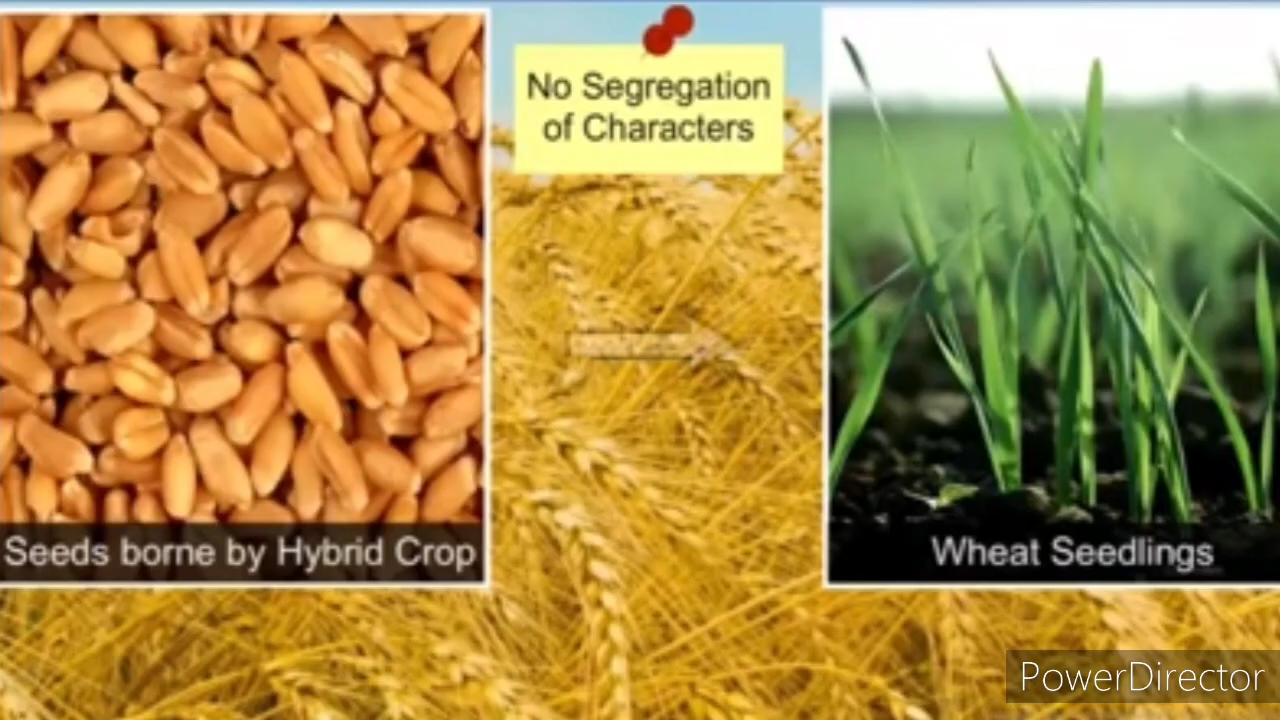 No Segregation
of Characters
Seeds borne by Hybrid Crop
Wheat Seedlings
PowerDirector